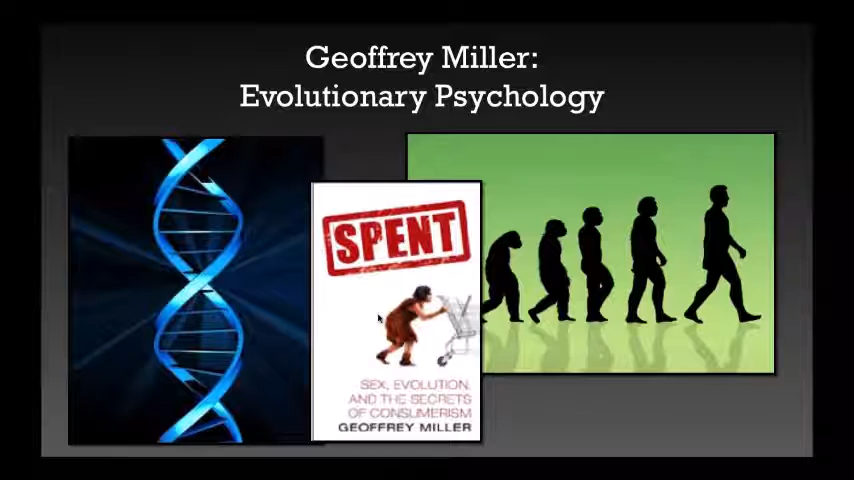 Geoffrey Miller:
Evolutionary Psychology
SPENT
SEX, EVOLUTION,
AND THE SECRETS
OF CONSUMERISM
GEOFFREY MILLER